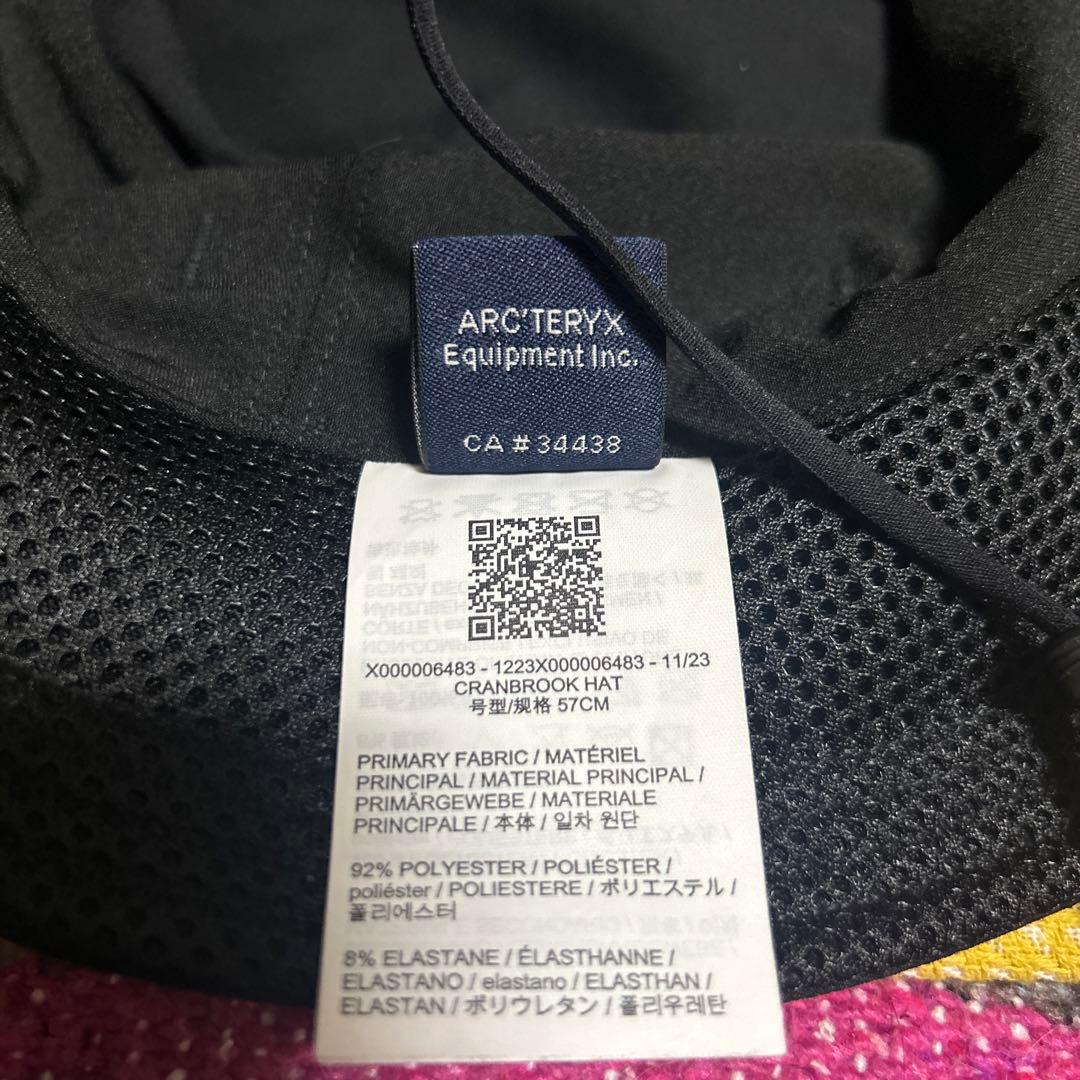 ARC'TERYX
Equipment Inc.
CA # 34438
X000006483 - 1223X000006483 - 11/23
CRANBROOK HAT
号型/规格 57CM
PRIMARY FABRIC / MATÉRIEL
PRINCIPAL / MATERIAL PRINCIPAL /
PRIMÄRGEWEBE / MATERIALE
PRINCIPALE / 本体 / 일차 원단
92% POLYESTER / POLIÉSTER /
poliéster / POLIESTERE / ポリエステル /
폴리에스터
8% ELASTANE / ÉLASTHANNE /
ELASTANO / elastano / ELASTHAN /
ELASTAN / ポリウレタン / 폴리우레탄